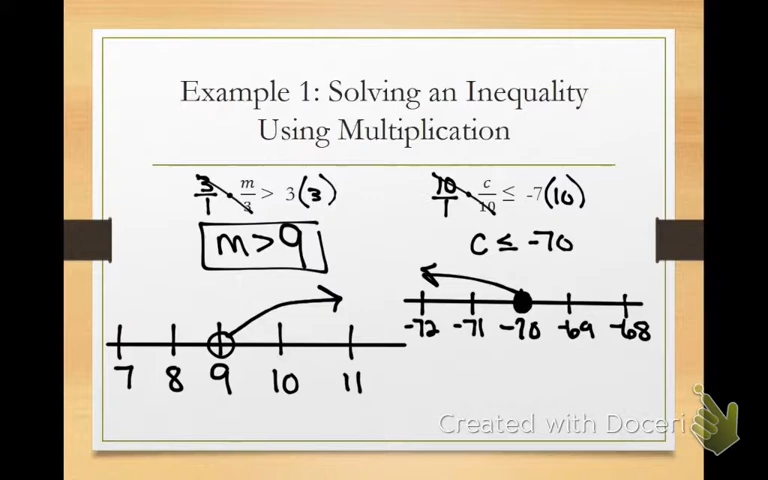 Example 1: Solving an Inequality
Using Multiplication
3/1 · m/3 > 3(3)
m > 9
7 8 9 10 11
10/1 · c/10 ≤ -7(10)
c ≤ -70
-72 -71 -70 -69 -68
Created with Doceri